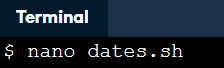 Terminal
$ nano dates.sh